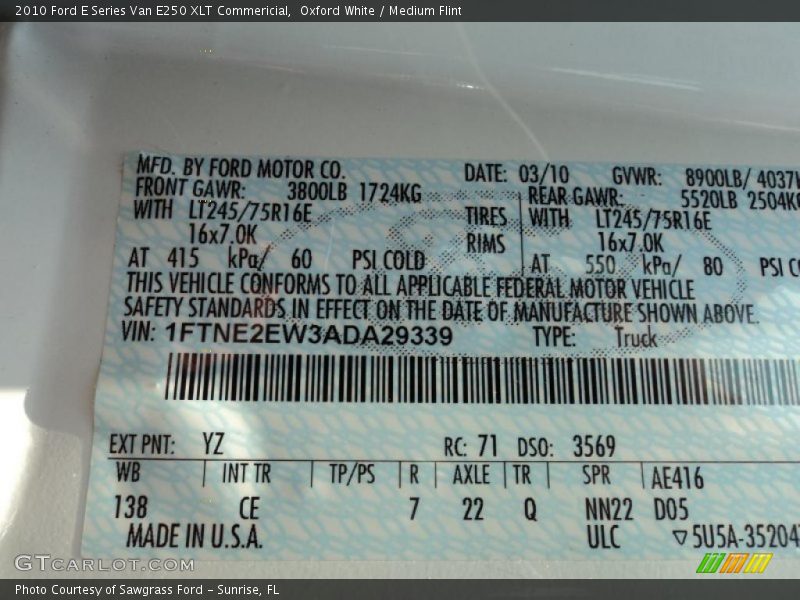 2010 Ford E Series Van E250 XLT Commericial, Oxford White / Medium Flint
MFD. BY FORD MOTOR CO. DATE: 03/10 GVWR: 8900LB/ 4037
FRONT GAWR: 3800LB 1724KG REAR GAWR: 5520LB 2504KG
WITH LT245/75R16E TIRES WITH LT245/75R16E
16x7.0K RIMS 16x7.0K
AT 415 kPa/ 60 PSI COLD AT 550 kPa/ 80 PSI CO
THIS VEHICLE CONFORMS TO ALL APPLICABLE FEDERAL MOTOR VEHICLE
SAFETY STANDARDS IN EFFECT ON THE DATE OF MANUFACTURE SHOWN ABOVE.
VIN: 1FTNE2EW3ADA29339 TYPE: Truck
EXT PNT: YZ RC: 71 DSO: 3569
WB INT TR TP/PS R AXLE TR SPR AE416
138 CE 7 22 Q NN22 D05
MADE IN U.S.A. ULC ▽5U5A-35204
GTCARLOT.COM
Photo Courtesy of Sawgrass Ford - Sunrise, FL